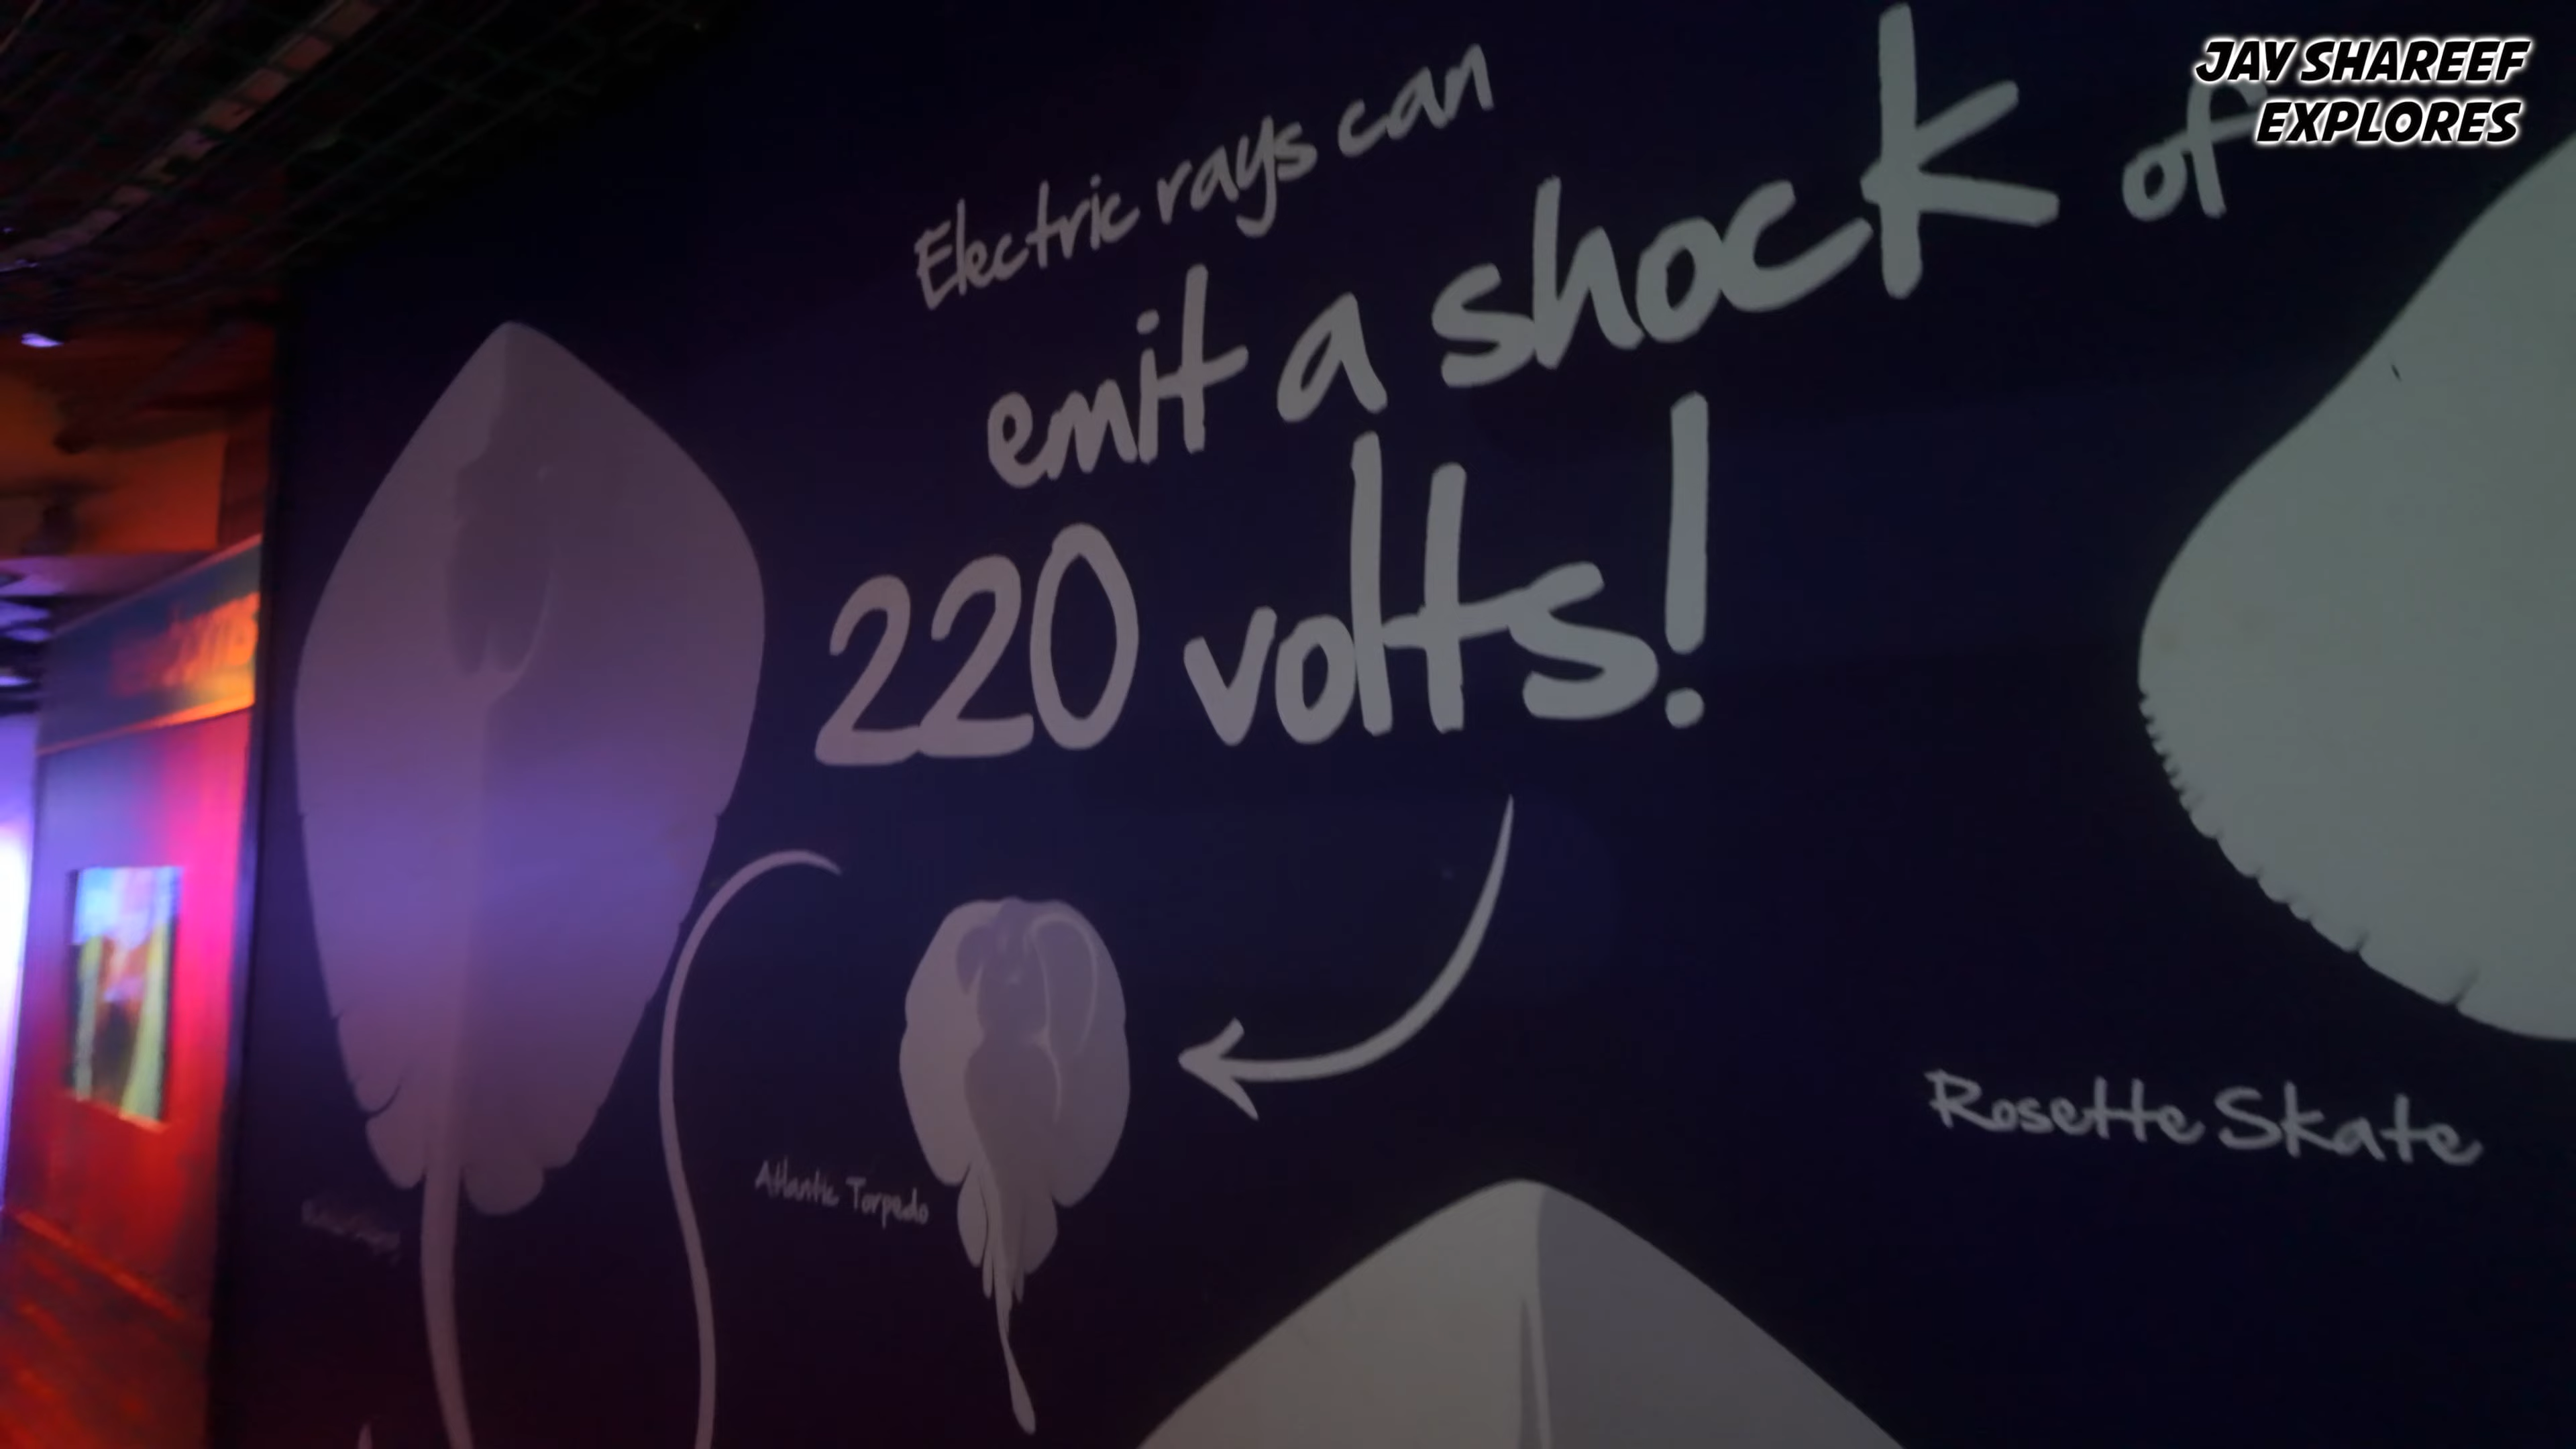 JAY SHAREEF
EXPLORES
Electric rays can
emit a shock of
220 volts!
Atlantic Torpedo
Rosette Skate